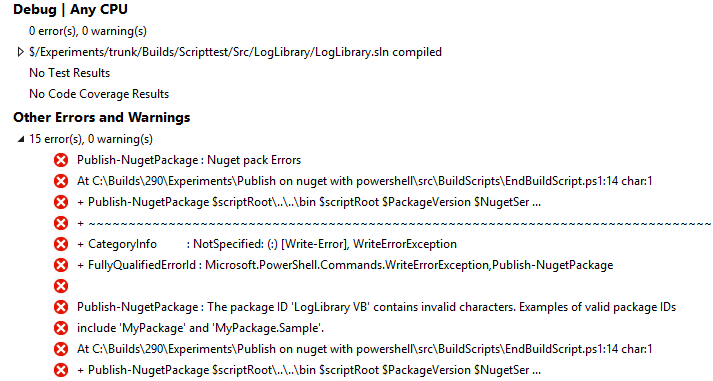 Debug | Any CPU
0 error(s), 0 warning(s)
$/Experiments/trunk/Builds/Scripttest/Src/LogLibrary/LogLibrary.sln compiled
No Test Results
No Code Coverage Results
Other Errors and Warnings
15 error(s), 0 warning(s)
Publish-NugetPackage : Nuget pack Errors
At C:\Builds\290\Experiments\Publish on nuget with powershell\src\BuildScripts\EndBuildScript.ps1:14 char:1
+ Publish-NugetPackage $scriptRoot\..\..\bin $scriptRoot $PackageVersion $NugetSer ...
+ ~~~~~~~~~~~~~~~~~~~~~~~~~~~~~~~~~~~~~~~~~~~~~~~~~~~~~~~~~~~~~~~~~~~~~~~~~~~~~~~~
+ CategoryInfo : NotSpecified: (:) [Write-Error], WriteErrorException
+ FullyQualifiedErrorId : Microsoft.PowerShell.Commands.WriteErrorException,Publish-NugetPackage
Publish-NugetPackage : The package ID 'LogLibrary VB' contains invalid characters. Examples of valid package IDs
include 'MyPackage' and 'MyPackage.Sample'.
At C:\Builds\290\Experiments\Publish on nuget with powershell\src\BuildScripts\EndBuildScript.ps1:14 char:1
+ Publish-NugetPackage $scriptRoot\..\..\bin $scriptRoot $PackageVersion $NugetSer ...